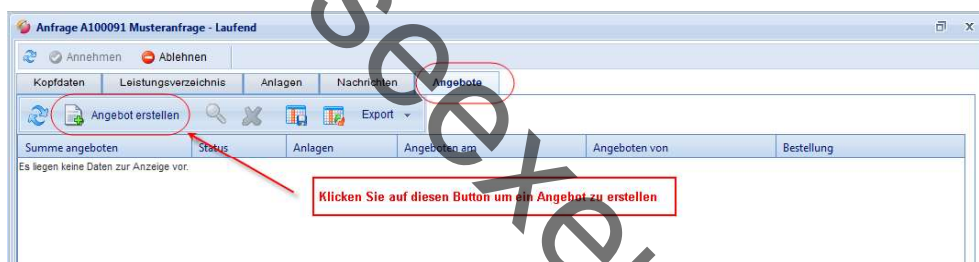 Anfrage A100091 Musteranfrage - Laufend
Annehmen Ablehnen
Kopfdaten Leistungsverzeichnis Anlagen Nachrichten Angebote
Angebot erstellen Export
Summe angeboten Status Anlagen Angeboten am Angeboten von Bestellung
Es liegen keine Daten zur Anzeige vor.
Klicken Sie auf diesen Button um ein Angebot zu erstellen